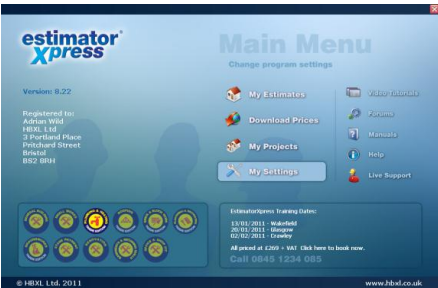 estimator
Xpress
Main Menu
Change program settings
Version: 8.22
Registered to:
Adrian Wild
HBXL Ltd
3 Portland Place
Pritchard Street
Bristol
BS2 8RH
My Estimates
Download Prices
My Projects
My Settings
Video Tutorials
Forums
Manuals
Help
Live Support
EstimatorXpress Training Dates:
13/01/2011 - Wakefield
20/01/2011 - Glasgow
02/02/2011 - Crawley
All priced at £269 + VAT Click here to book now.
Call 0845 1234 085
© HBXL Ltd. 2011
www.hbxl.co.uk